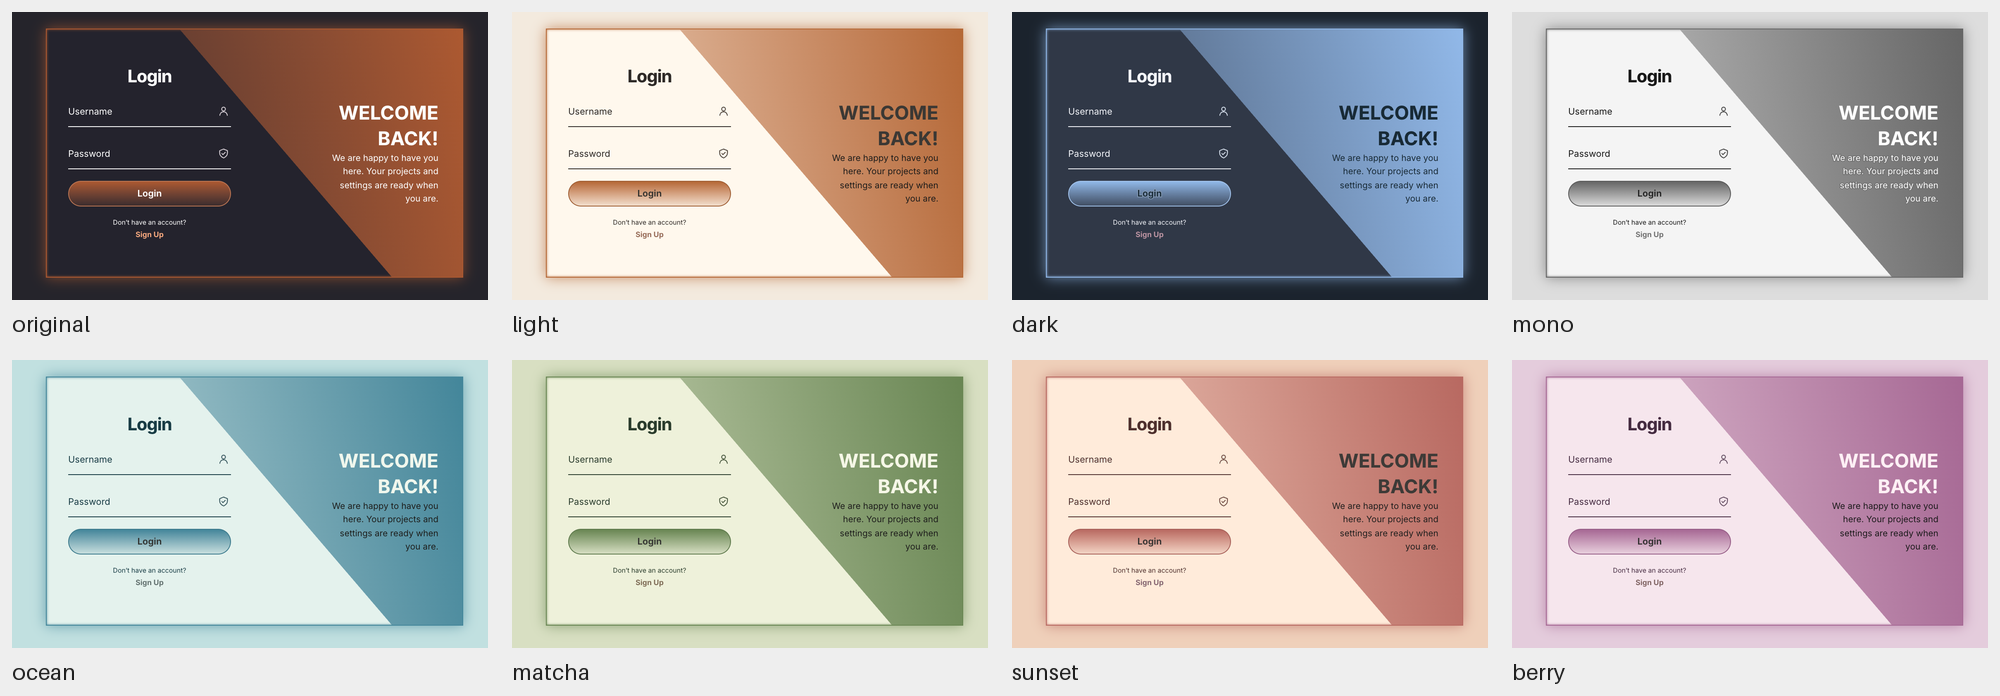 Login
Username
Password
Login
Don't have an account?
Sign Up
WELCOME
BACK!
We are happy to have you
here. Your projects and
settings are ready when
you are.
original
Login
Username
Password
Login
Don't have an account?
Sign Up
WELCOME
BACK!
We are happy to have you
here. Your projects and
settings are ready when
you are.
light
Login
Username
Password
Login
Don't have an account?
Sign Up
WELCOME
BACK!
We are happy to have you
here. Your projects and
settings are ready when
you are.
dark
Login
Username
Password
Login
Don't have an account?
Sign Up
WELCOME
BACK!
We are happy to have you
here. Your projects and
settings are ready when
you are.
mono
Login
Username
Password
Login
Don't have an account?
Sign Up
WELCOME
BACK!
We are happy to have you
here. Your projects and
settings are ready when
you are.
ocean
Login
Username
Password
Login
Don't have an account?
Sign Up
WELCOME
BACK!
We are happy to have you
here. Your projects and
settings are ready when
you are.
matcha
Login
Username
Password
Login
Don't have an account?
Sign Up
WELCOME
BACK!
We are happy to have you
here. Your projects and
settings are ready when
you are.
sunset
Login
Username
Password
Login
Don't have an account?
Sign Up
WELCOME
BACK!
We are happy to have you
here. Your projects and
settings are ready when
you are.
berry